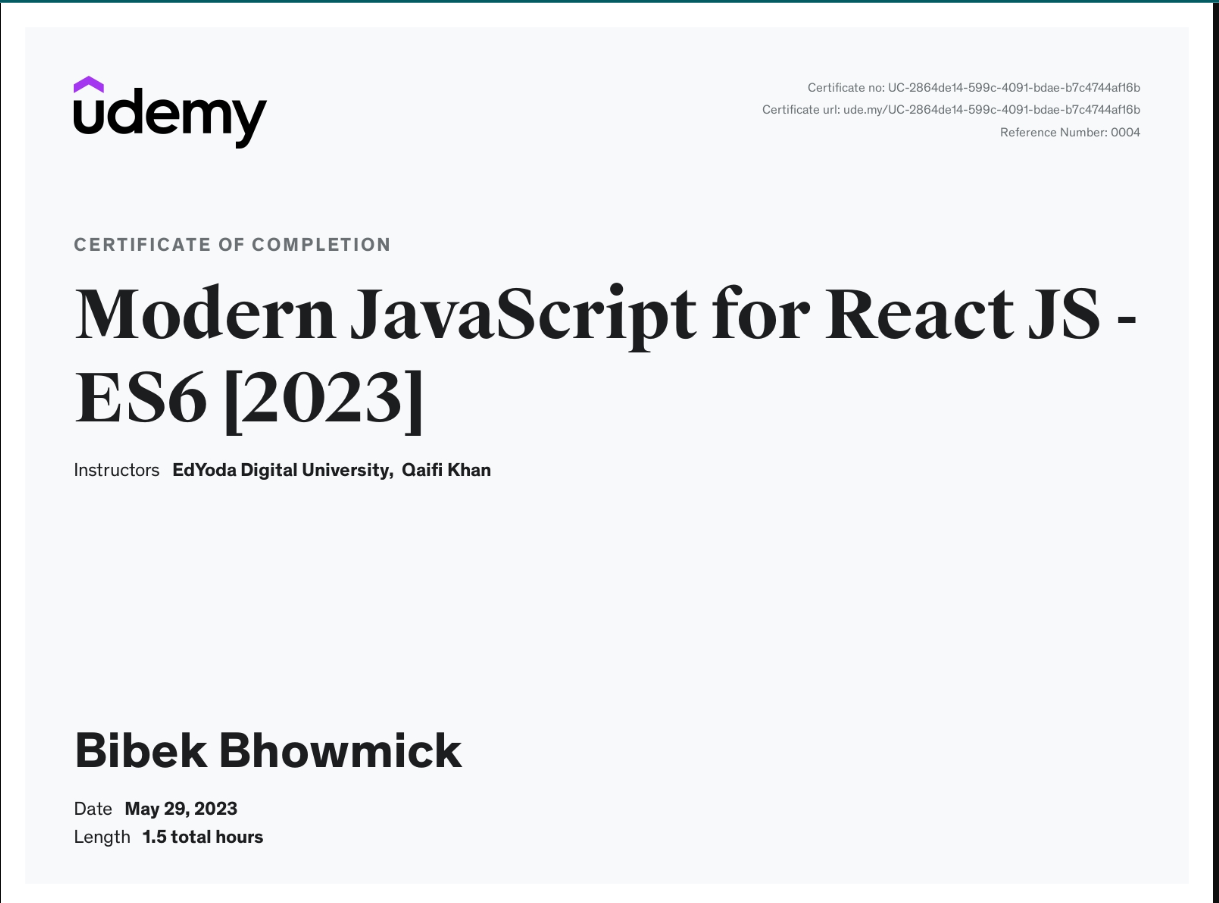 udemy
Certificate no: UC-2864de14-599c-4091-bdae-b7c4744af16b
Certificate url: ude.my/UC-2864de14-599c-4091-bdae-b7c4744af16b
Reference Number: 0004
CERTIFICATE OF COMPLETION
Modern JavaScript for React JS -
ES6 [2023]
Instructors EdYoda Digital University, Qaifi Khan
Bibek Bhowmick
Date May 29, 2023
Length 1.5 total hours